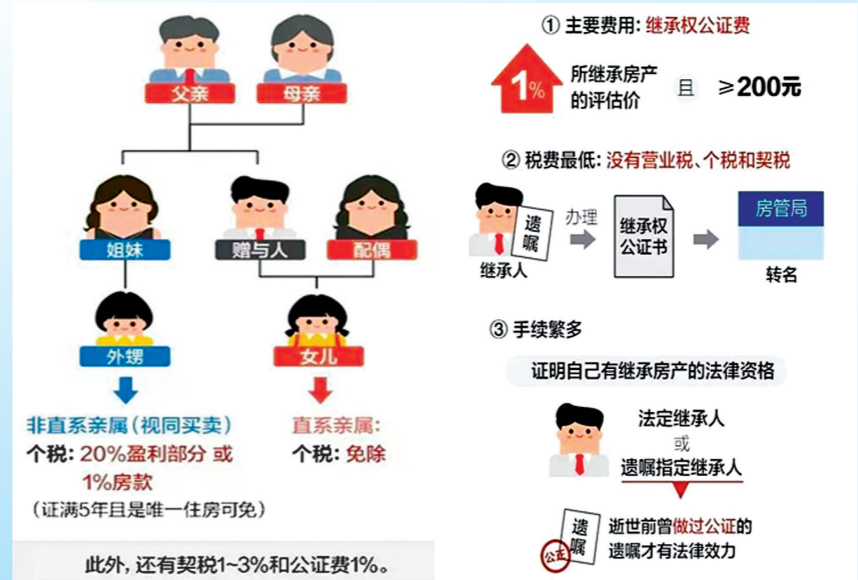 父亲
母亲
姐妹
赠与人
配偶
外甥
女儿
非直系亲属（视同买卖）
个税：20%盈利部分 或
1%房款
（证满5年且是唯一住房可免）
直系亲属：
个税：免除
此外，还有契税1~3%和公证费1%。
① 主要费用：继承权公证费
1%
所继承房产
的评估价
且
≥200元
② 税费最低：没有营业税、个税和契税
遗嘱
继承人
办理
继承权
公证书
房管局
转名
③ 手续繁多
证明自己有继承房产的法律资格
法定继承人
或
遗嘱指定继承人
遗嘱
公证
逝世前曾做过公证的
遗嘱才有法律效力